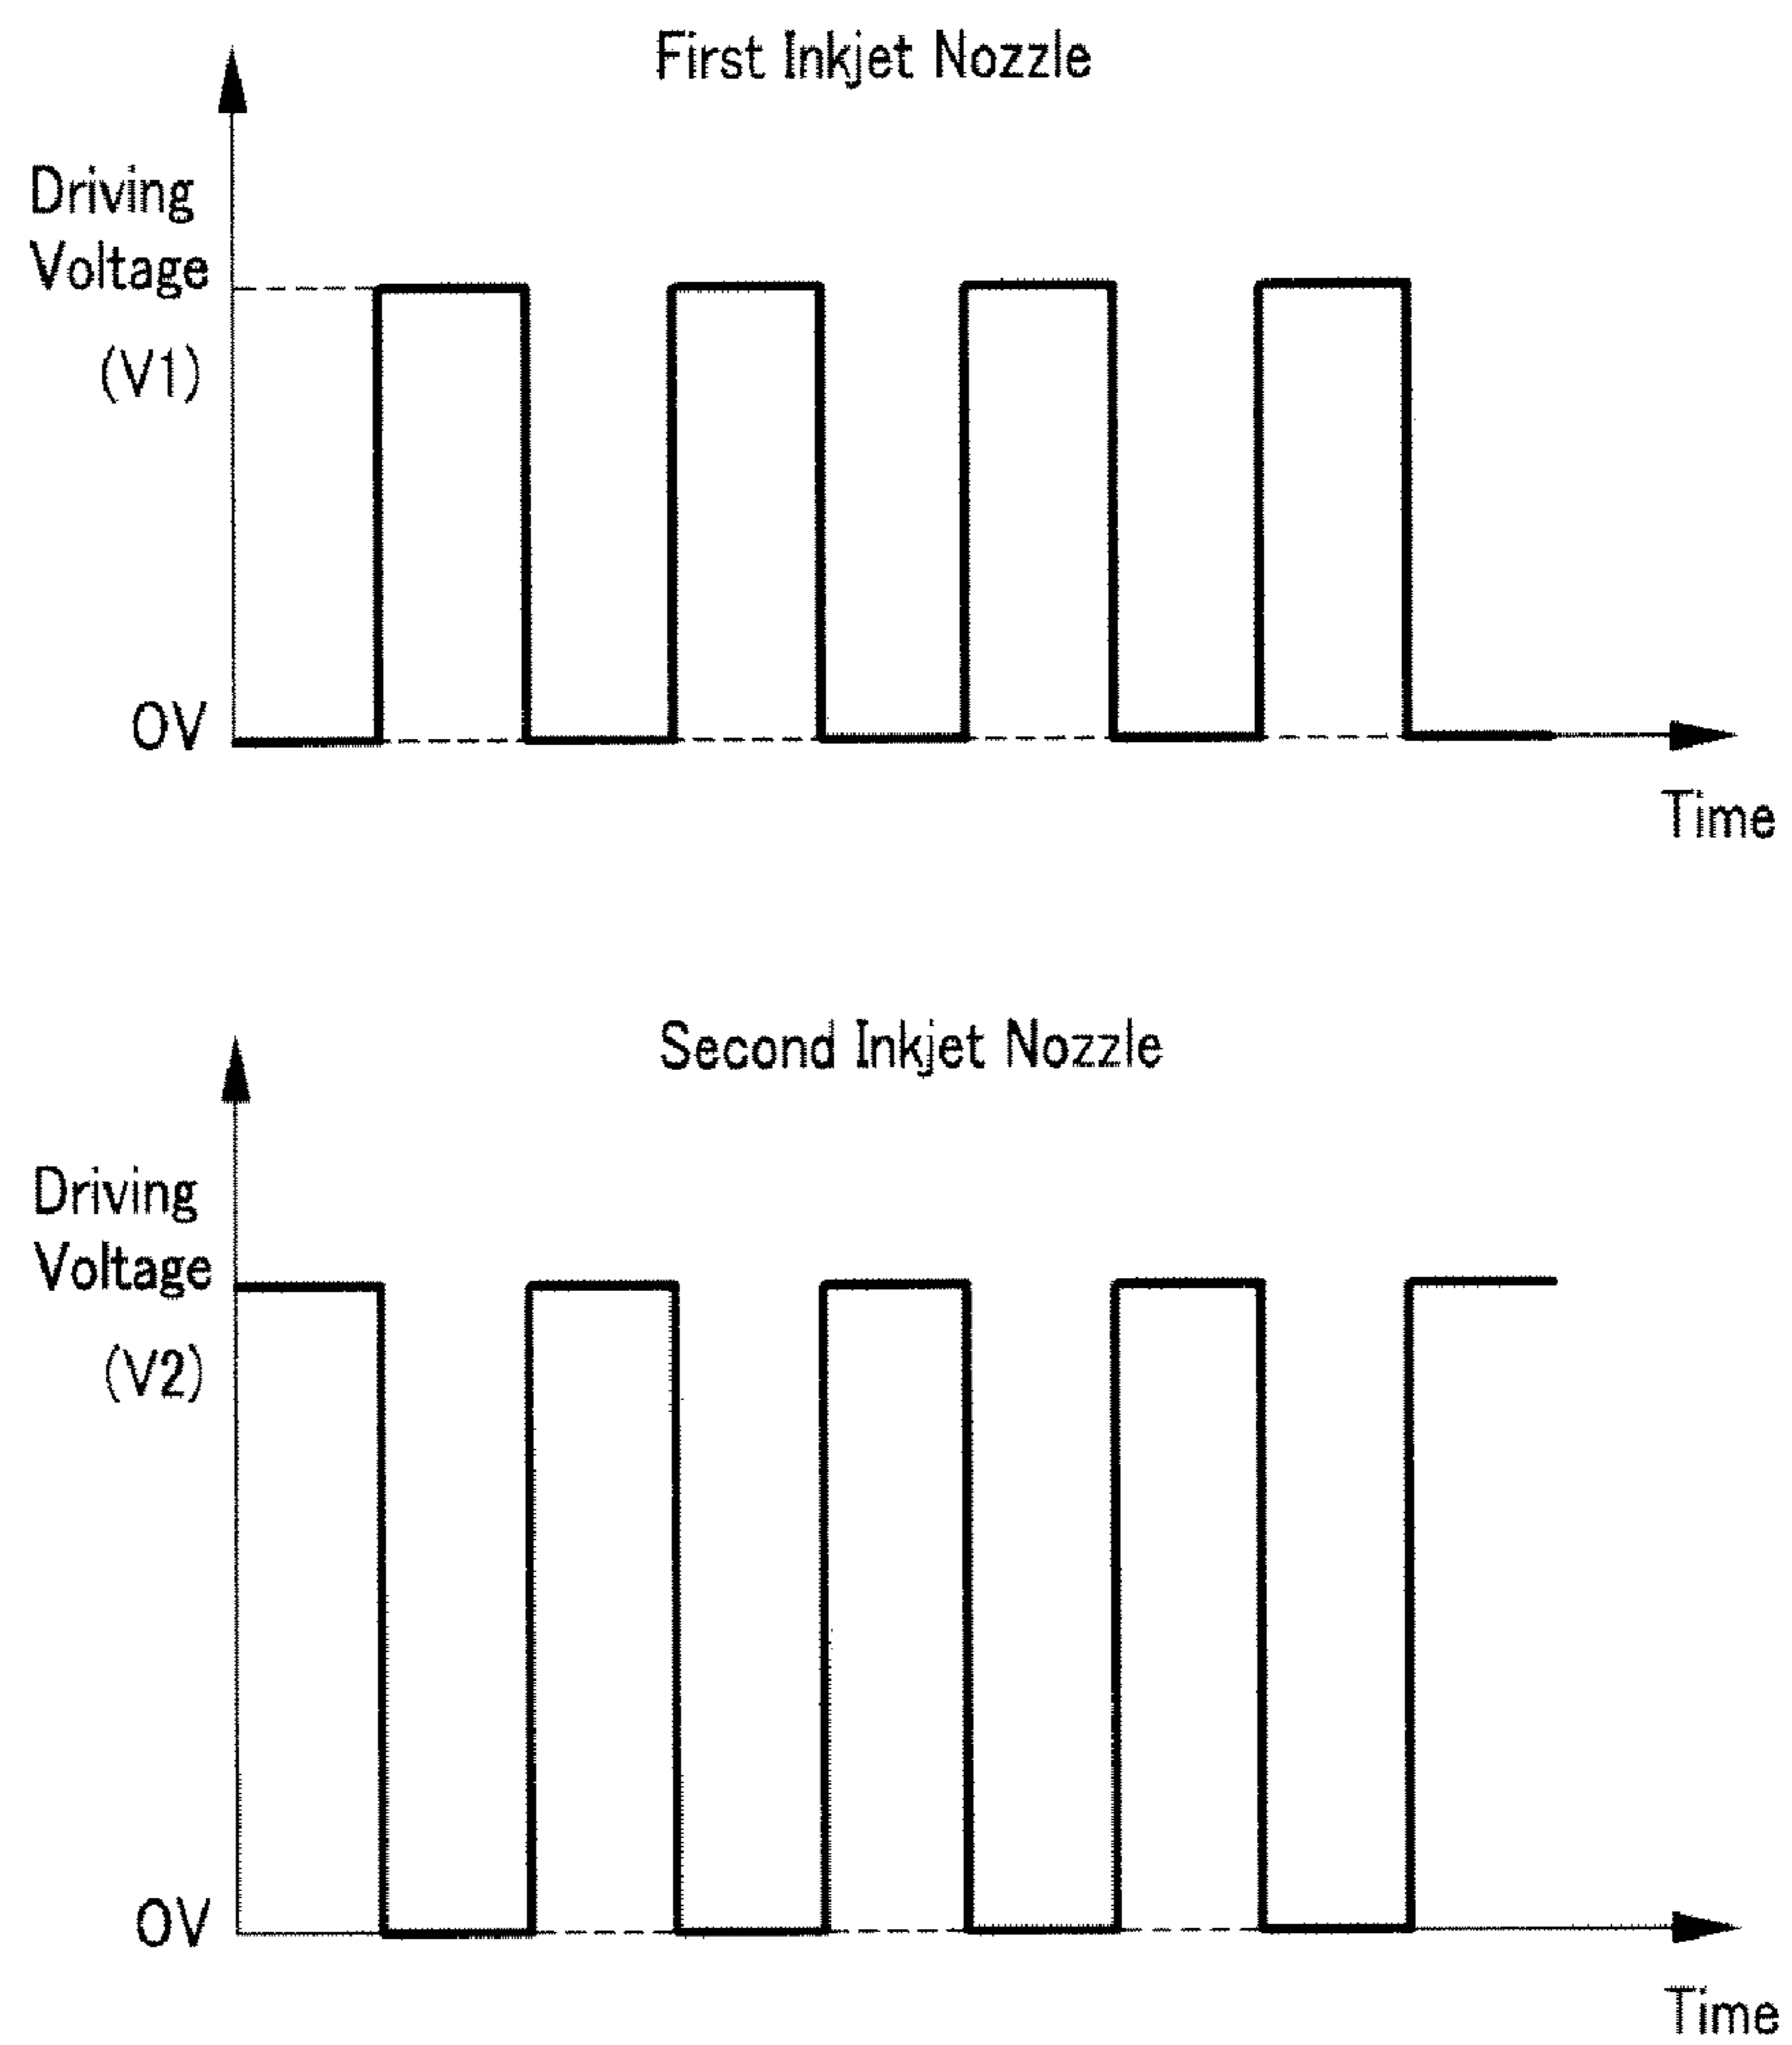 First Inkjet Nozzle
Driving
Voltage
(V1)
0V
Time
Second Inkjet Nozzle
Driving
Voltage
(V2)
0V
Time